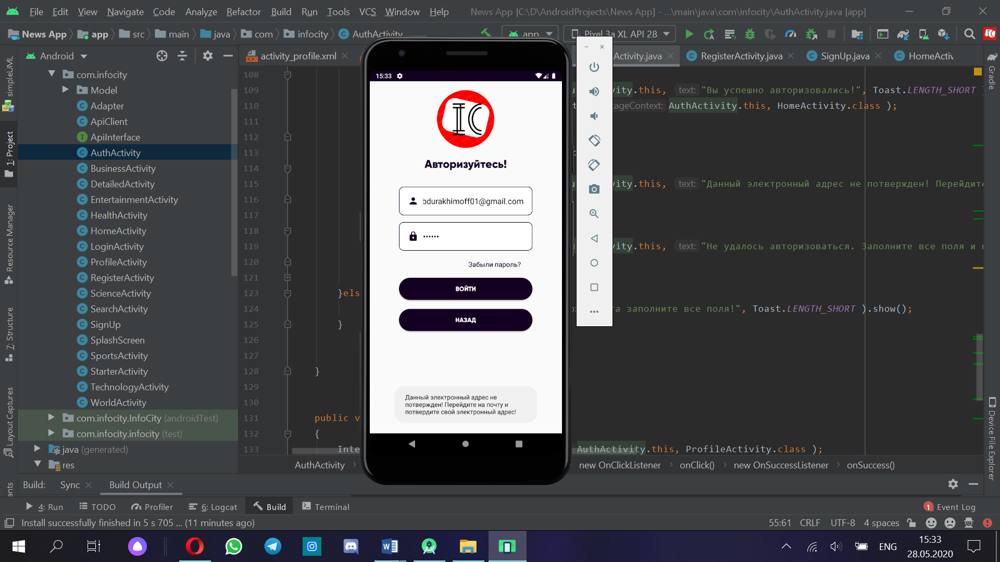 File Edit View Navigate Code Analyze Refactor Build Run Tools VCS Window Help News App [C:\D\AndroidProjects\News App] - ...\main\java\com\infocity\AuthActivity.java [app]
News App app src main java com infocity AuthActivity app Pixel 3a XL API 28
Android activity_profile.xml Activity.java RegisterActivity.java SignUp.java HomeActiv
simpleUML
1: Project
Resource Manager
7: Structure
Layout Captures
com.infocity
Model
Adapter
ApiClient
ApiInterface
AuthActivity
BusinessActivity
DetailedActivity
EntertainmentActivity
HealthActivity
HomeActivity
LoginActivity
ProfileActivity
RegisterActivity
ScienceActivity
SearchActivity
SignUp
SplashScreen
SportsActivity
StarterActivity
TechnologyActivity
WorldActivity
com.infocity.InfoCity (androidTest)
com.infocity.infocity (test)
java (generated)
res
108
109 vity.this, text: "Вы успешно авторизовались!", Toast.LENGTH_SHORT
110 ageContext: AuthActivity.this, HomeActivity.class );
111
112
113
114
115 vity.this, text: "Данный электронный адрес не потвержден! Перейдите
116
117
118
119 vity.this, text: "Не удалось авторизоваться. Заполните все поля и
120
121
123 }els
124 та заполните все поля!", Toast.LENGTH_SHORT ).show();
125 }
126
127
128 }
129
130
131 public v
132 {
133 Inte AuthActivity.this, ProfileActivity.class );
15:33
IC
Авторизуйтесь!
bdurakhimoff01@gmail.com
••••••
Забыли пароль?
ВОЙТИ
НАЗАД
Данный электронный адрес не
потвержден! Перейдите на почту и
потвердите свой электронный адрес!
Gradle
Device File Explorer
AuthActivity new OnClickListener onClick() new OnSuccessListener onSuccess()
Build: Sync Build Output
ants
4: Run TODO Profiler 6: Logcat Build Terminal 1 Event Log
Install successfully finished in 5 s 705 ... (11 minutes ago) 55:61 CRLF UTF-8 4 spaces
ENG
15:33
28.05.2020